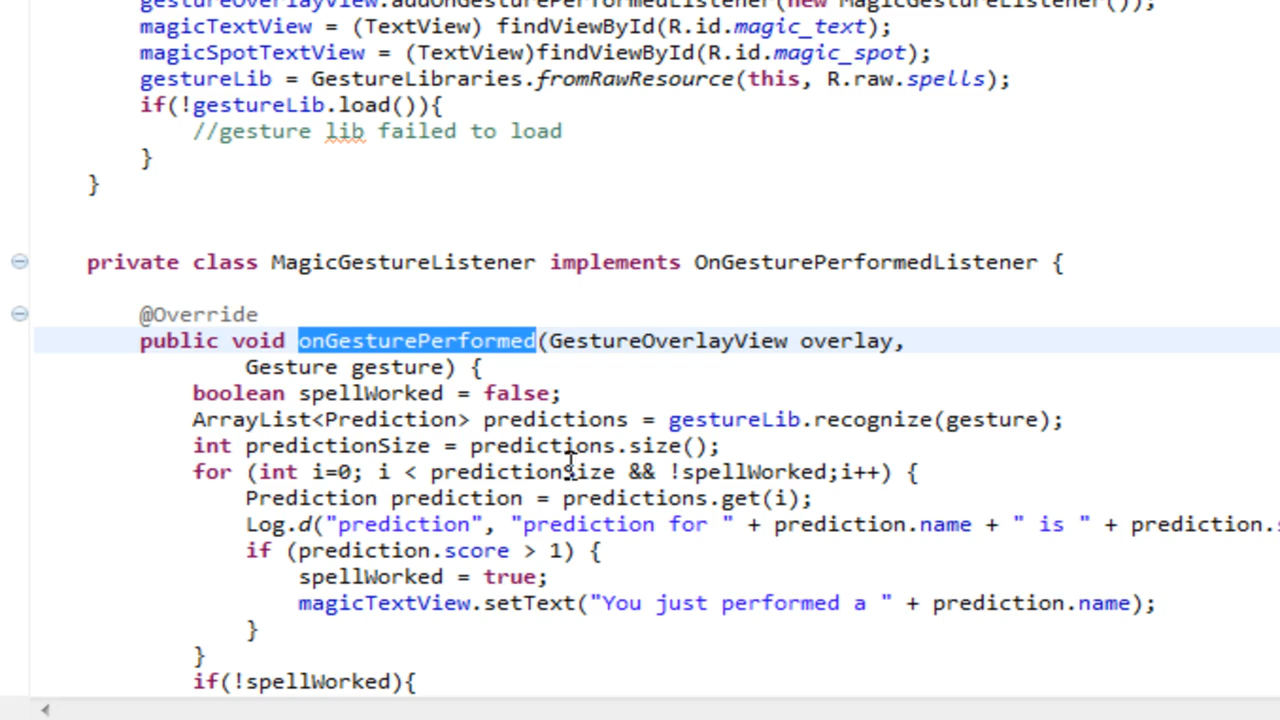 gestureOverlayView.addOnGesturePerformedListener(new MagicGestureListener());
magicTextView = (TextView) findViewById(R.id.magic_text);
magicSpotTextView = (TextView)findViewById(R.id.magic_spot);
gestureLib = GestureLibraries.fromRawResource(this, R.raw.spells);
if(!gestureLib.load()){
//gesture lib failed to load
}
}
private class MagicGestureListener implements OnGesturePerformedListener {
@Override
public void onGesturePerformed(GestureOverlayView overlay,
Gesture gesture) {
boolean spellWorked = false;
ArrayList<Prediction> predictions = gestureLib.recognize(gesture);
int predictionSize = predictions.size();
for (int i=0; i < predictionSize && !spellWorked;i++) {
Prediction prediction = predictions.get(i);
Log.d("prediction", "prediction for " + prediction.name + " is " + prediction.s
if (prediction.score > 1) {
spellWorked = true;
magicTextView.setText("You just performed a " + prediction.name);
}
}
if(!spellWorked){